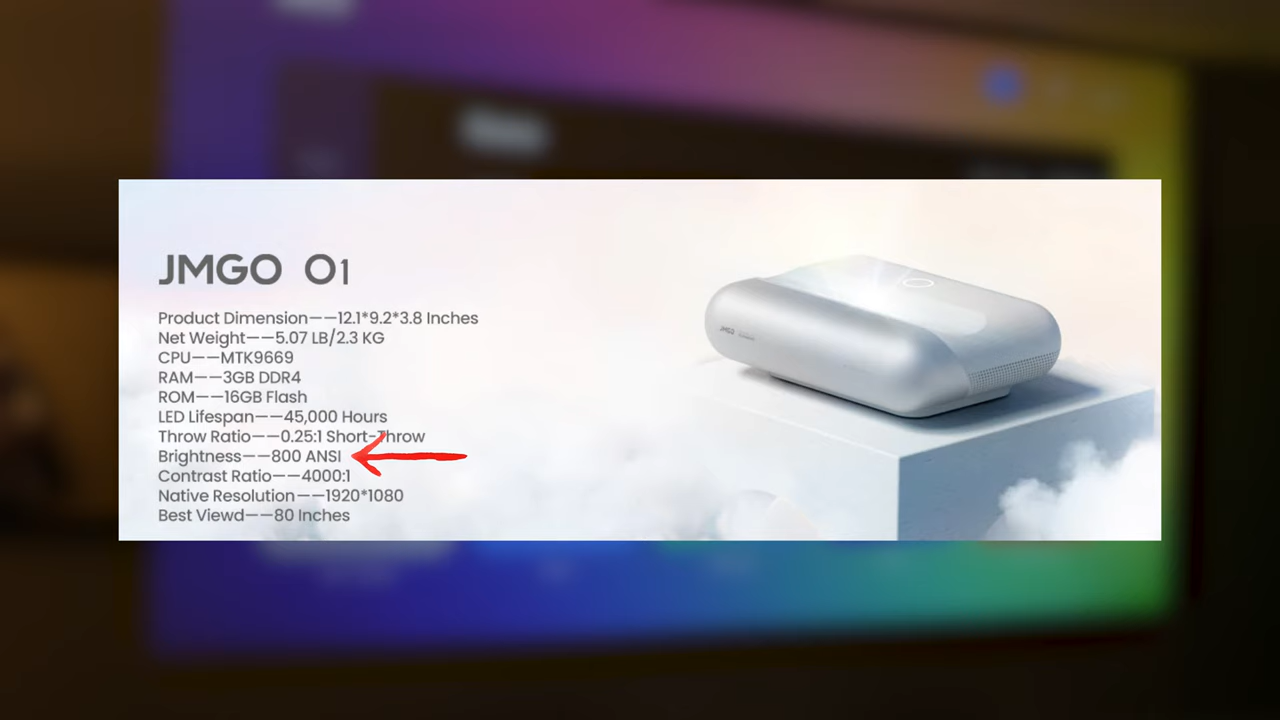 JMGO O1
Product Dimension——12.1*9.2*3.8 Inches
Net Weight——5.07 LB/2.3 KG
CPU——MTK9669
RAM——3GB DDR4
ROM——16GB Flash
LED Lifespan——45,000 Hours
Throw Ratio——0.25:1 Short-Throw
Brightness——800 ANSI
Contrast Ratio——4000:1
Native Resolution——1920*1080
Best Viewd——80 Inches
JMGO